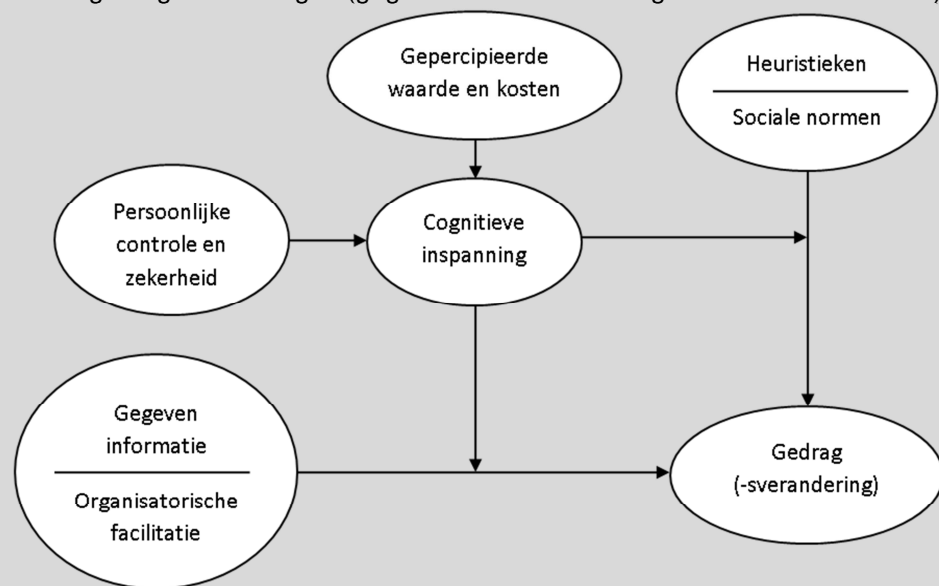 Gepercipieerde
waarde en kosten
Heuristieken
Sociale normen
Persoonlijke
controle en
zekerheid
Cognitieve
inspanning
Gegeven
informatie
Organisatorische
facilitatie
Gedrag
(-sverandering)